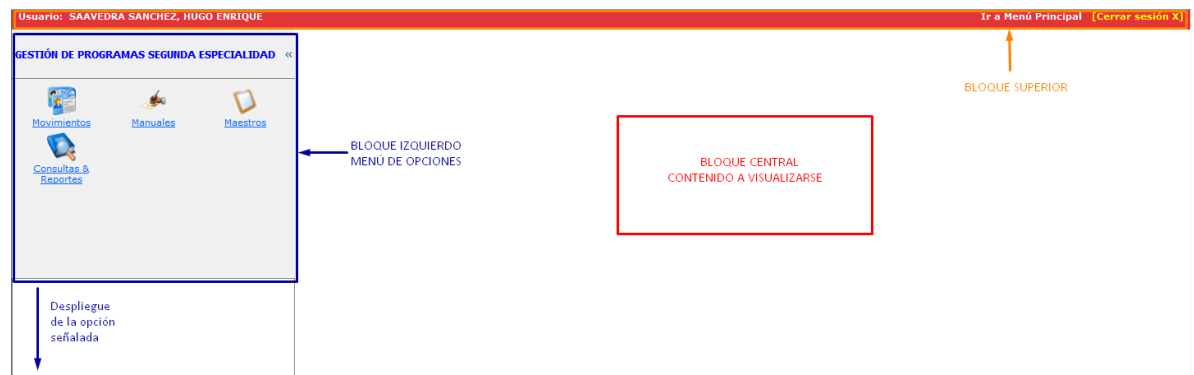 Usuario: SAAVEDRA SANCHEZ, HUGO ENRIQUE
Ir a Menú Principal [Cerrar sesión X]
GESTIÓN DE PROGRAMAS SEGUNDA ESPECIALIDAD «
BLOQUE SUPERIOR
Movimientos Manuales Maestros
Consultas &
Reportes
BLOQUE IZQUIERDO
MENÚ DE OPCIONES
BLOQUE CENTRAL
CONTENIDO A VISUALIZARSE
Despliegue
de la opción
señalada